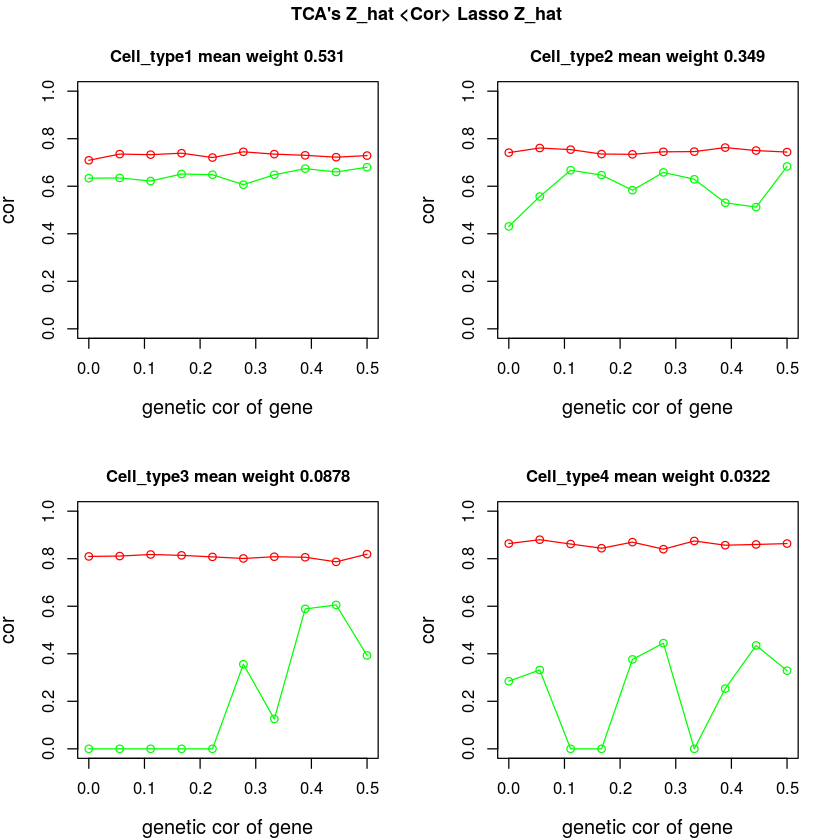 TCA's Z_hat <Cor> Lasso Z_hat
Cell_type1 mean weight 0.531
cor
0.0 0.2 0.4 0.6 0.8 1.0
0.0 0.1 0.2 0.3 0.4 0.5
genetic cor of gene
Cell_type2 mean weight 0.349
cor
0.0 0.2 0.4 0.6 0.8 1.0
0.0 0.1 0.2 0.3 0.4 0.5
genetic cor of gene
Cell_type3 mean weight 0.0878
cor
0.0 0.2 0.4 0.6 0.8 1.0
0.0 0.1 0.2 0.3 0.4 0.5
genetic cor of gene
Cell_type4 mean weight 0.0322
cor
0.0 0.2 0.4 0.6 0.8 1.0
0.0 0.1 0.2 0.3 0.4 0.5
genetic cor of gene